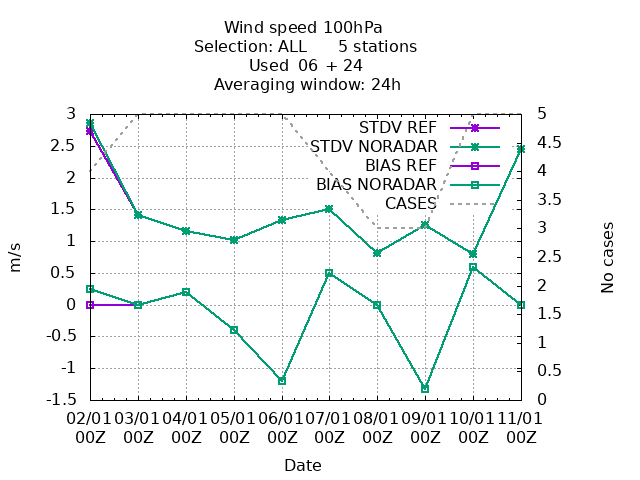 Wind speed 100hPa
Selection: ALL 5 stations
Used 06 + 24
Averaging window: 24h
STDV REF
STDV NORADAR
BIAS REF
BIAS NORADAR
CASES
3
2.5
2
1.5
1
0.5
0
-0.5
-1
-1.5
m/s
5
4.5
4
3.5
3
2.5
2
1.5
1
0.5
0
No cases
02/01 03/01 04/01 05/01 06/01 07/01 08/01 09/01 10/01 11/01
00Z 00Z 00Z 00Z 00Z 00Z 00Z 00Z 00Z 00Z
Date